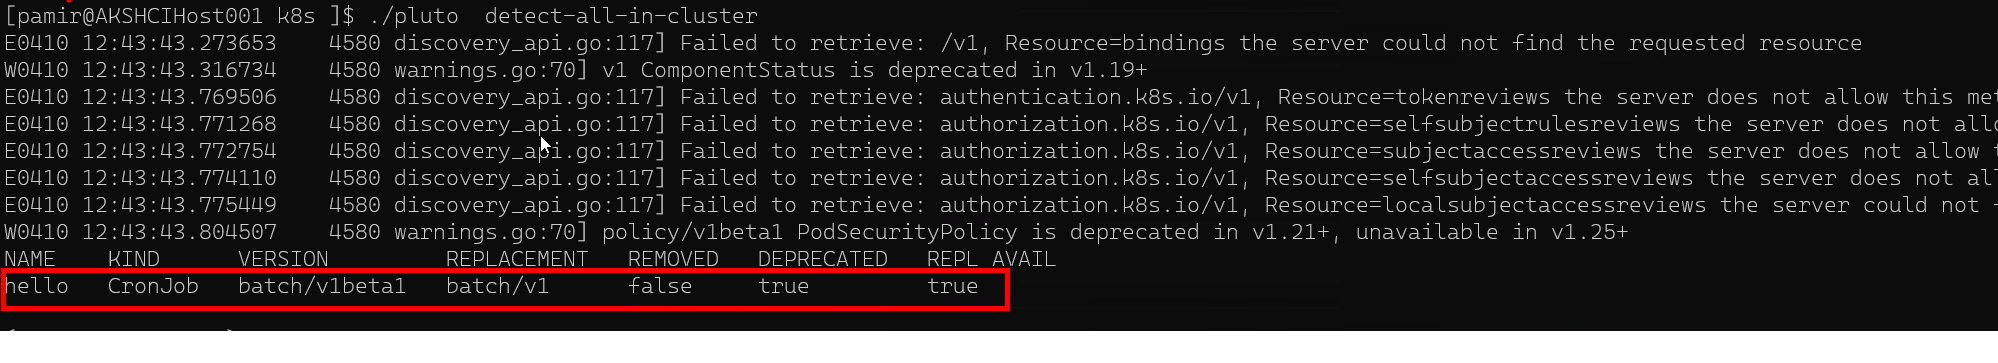 [pamir@AKSHCIHost001 k8s ]$ ./pluto  detect-all-in-cluster
E0410 12:43:43.273653    4580 discovery_api.go:117] Failed to retrieve: /v1, Resource=bindings the server could not find the requested resource
W0410 12:43:43.316734    4580 warnings.go:70] v1 ComponentStatus is deprecated in v1.19+
E0410 12:43:43.769506    4580 discovery_api.go:117] Failed to retrieve: authentication.k8s.io/v1, Resource=tokenreviews the server does not allow this met
E0410 12:43:43.771268    4580 discovery_api.go:117] Failed to retrieve: authorization.k8s.io/v1, Resource=selfsubjectrulesreviews the server does not allo
E0410 12:43:43.772754    4580 discovery_api.go:117] Failed to retrieve: authorization.k8s.io/v1, Resource=subjectaccessreviews the server does not allow t
E0410 12:43:43.774110    4580 discovery_api.go:117] Failed to retrieve: authorization.k8s.io/v1, Resource=selfsubjectaccessreviews the server does not al
E0410 12:43:43.775449    4580 discovery_api.go:117] Failed to retrieve: authorization.k8s.io/v1, Resource=localsubjectaccessreviews the server could not
W0410 12:43:43.804507    4580 warnings.go:70] policy/v1beta1 PodSecurityPolicy is deprecated in v1.21+, unavailable in v1.25+
NAME    KIND      VERSION         REPLACEMENT   REMOVED   DEPRECATED   REPL AVAIL
hello   CronJob   batch/v1beta1   batch/v1      false     true         true